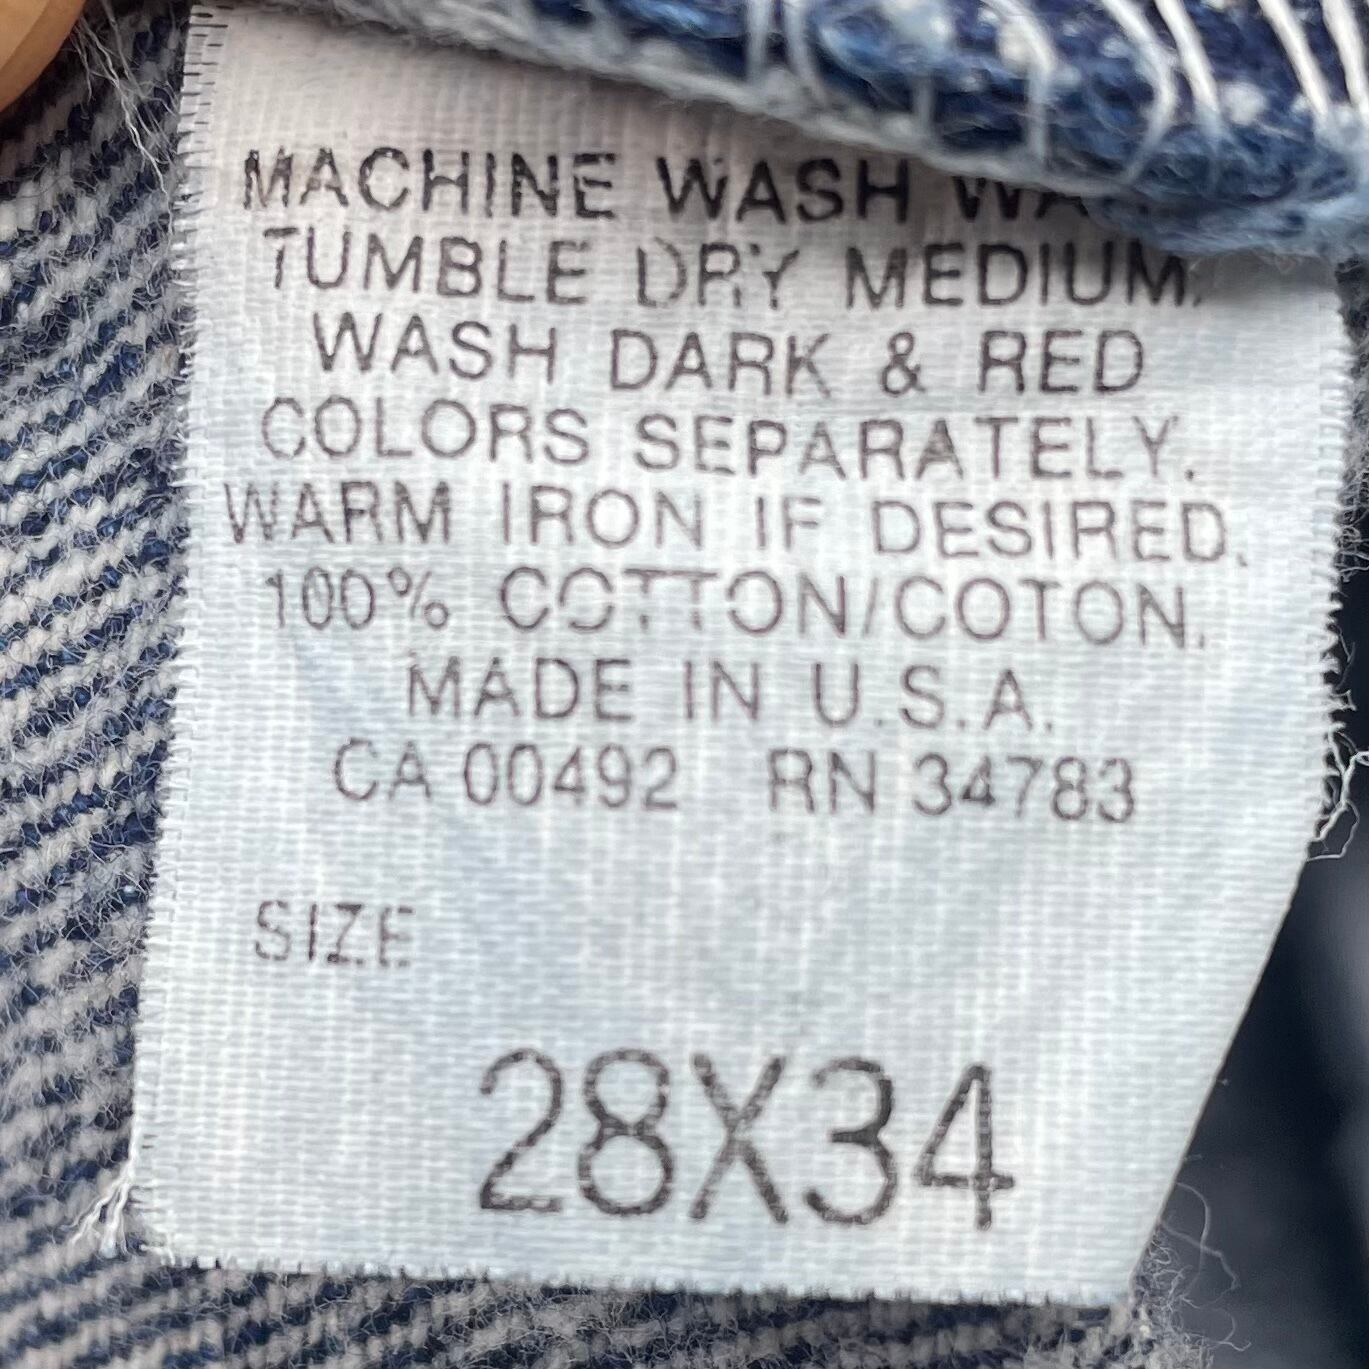 MACHINE WASH
TUMBLE DRY MEDIUM.
WASH DARK & RED
COLORS SEPARATELY.
WARM IRON IF DESIRED.
100% COTTON/COTON.
MADE IN U.S.A.
CA 00492 RN 34783
SIZE
28X34